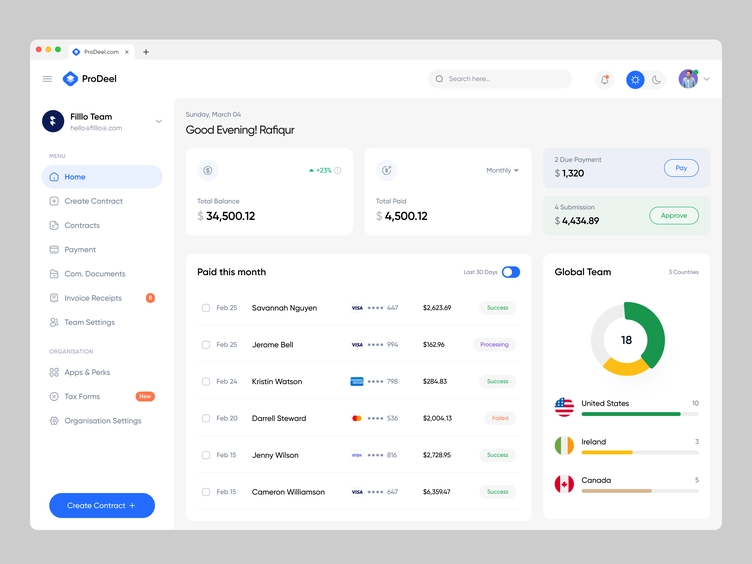 ProDeel.com
ProDeel
Search here...
Filllo Team
hello@filllo.com
MENU
Home
Create Contract
Contracts
Payment
Com. Documents
Invoice Receipts
8
Team Settings
ORGANISATION
Apps & Perks
Tax Forms
New
Organisation Settings
Create Contract +
Sunday, March 04
Good Evening! Rafiqur
+23%
Total Balance
$ 34,500.12
Monthly
Total Paid
$ 4,500.12
2 Due Payment
$ 1,320
Pay
4 Submission
$ 4,434.89
Approve
Paid this month
Last 30 Days
Feb 25 Savannah Nguyen VISA **** 447 $2,623.69 Success
Feb 25 Jerome Bell VISA **** 994 $162.96 Processing
Feb 24 Kristin Watson **** 798 $284.83 Success
Feb 20 Darrell Steward **** 536 $2,004.13 Failed
Feb 15 Jenny Wilson stripe **** 816 $2,728.95 Success
Feb 15 Cameron Williamson VISA **** 647 $6,359.47 Success
Global Team
3 Countries
18
United States 10
Ireland 3
Canada 5